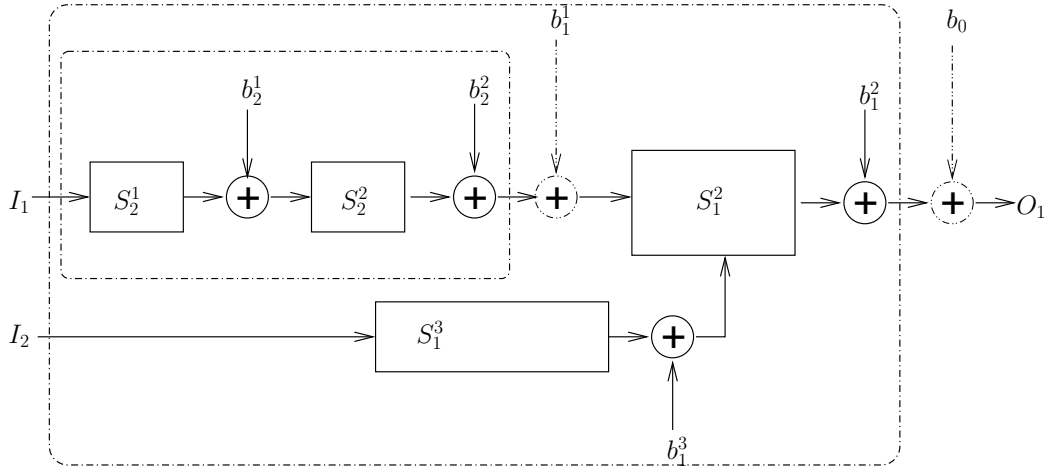 b_1^1
b_0
b_2^1
b_2^2
b_1^2
I_1
S_2^1
+
S_2^2
+
+
S_1^2
+
+
O_1
I_2
S_1^3
+
b_1^3